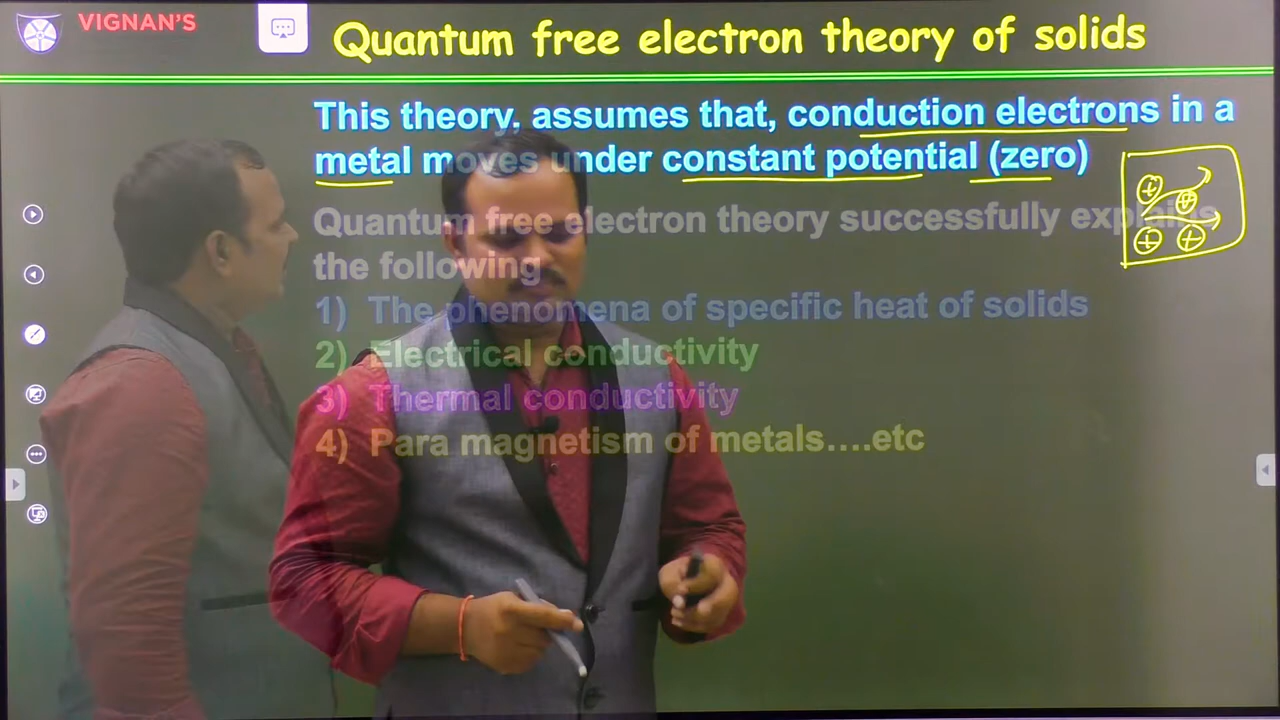 VIGNAN'S
Quantum free electron theory of solids
This theory. assumes that, conduction electrons in a
metal moves under constant potential (zero)
Quantum free electron theory successfully explains
the following
1) The phenomena of specific heat of solids
2) Electrical conductivity
3) Thermal conductivity
4) Para magnetism of metals....etc
+ +
+ +